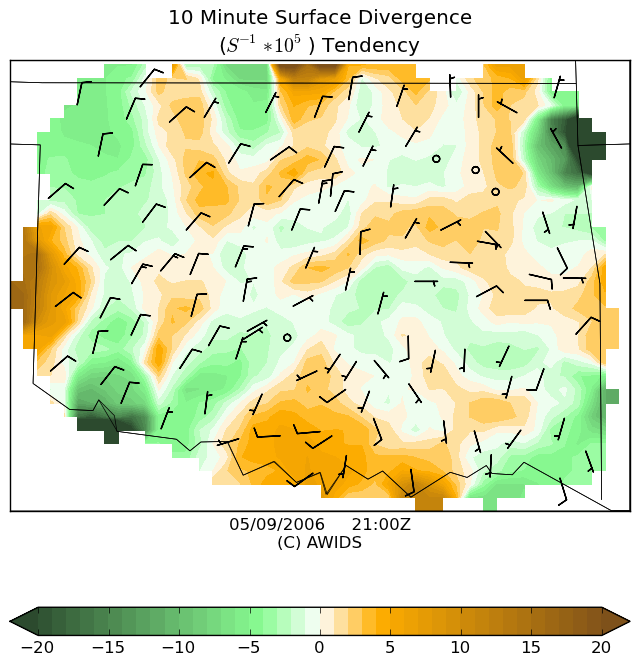 10 Minute Surface Divergence
(S⁻¹ *10⁵ ) Tendency
05/09/2006 21:00Z
(C) AWIDS
−20 −15 −10 −5 0 5 10 15 20